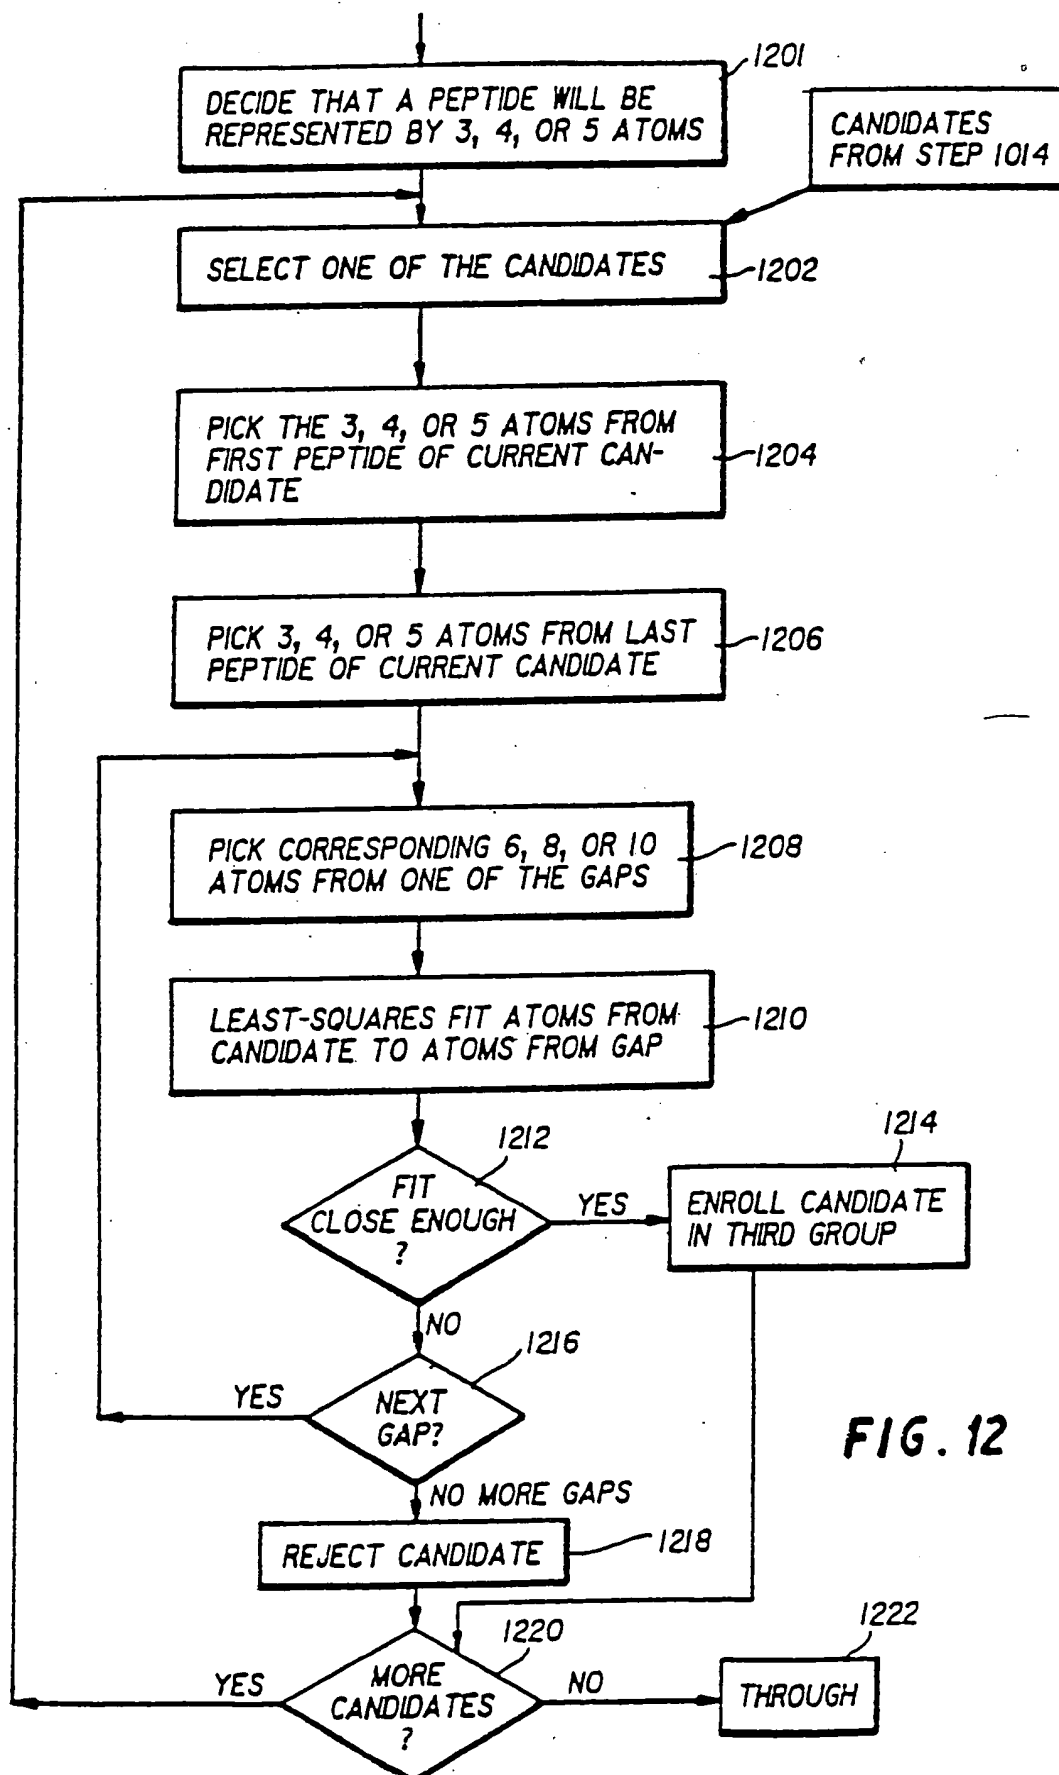 1201
DECIDE THAT A PEPTIDE WILL BE
REPRESENTED BY 3, 4, OR 5 ATOMS
CANDIDATES
FROM STEP 1014
SELECT ONE OF THE CANDIDATES
1202
PICK THE 3, 4, OR 5 ATOMS FROM
FIRST PEPTIDE OF CURRENT CAN-
DIDATE
1204
PICK 3, 4, OR 5 ATOMS FROM LAST
PEPTIDE OF CURRENT CANDIDATE
1206
PICK CORRESPONDING 6, 8, OR 10
ATOMS FROM ONE OF THE GAPS
1208
LEAST-SQUARES FIT ATOMS FROM
CANDIDATE TO ATOMS FROM GAP
1210
1212
FIT
CLOSE ENOUGH
?
YES
1214
ENROLL CANDIDATE
IN THIRD GROUP
NO
1216
NEXT
GAP?
YES
NO MORE GAPS
FIG. 12
REJECT CANDIDATE
1218
1220
MORE
CANDIDATES
?
YES
NO
1222
THROUGH